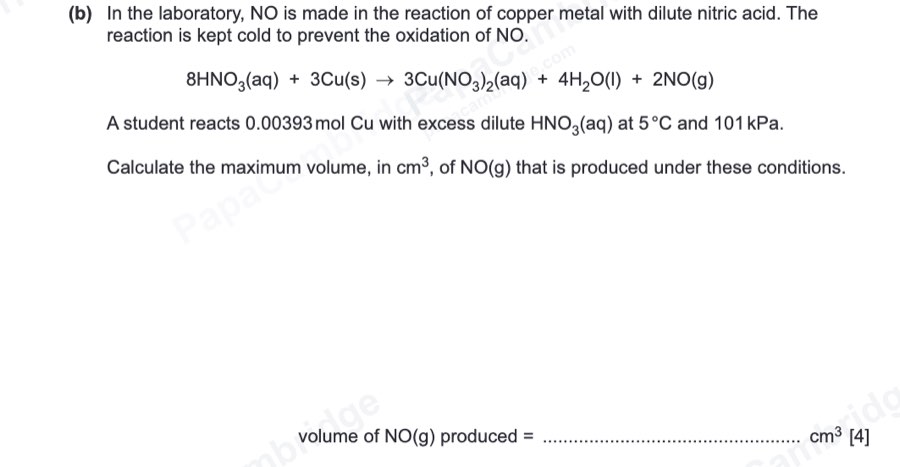 (b) In the laboratory, NO is made in the reaction of copper metal with dilute nitric acid. The
reaction is kept cold to prevent the oxidation of NO.
8HNO₃(aq) + 3Cu(s) → 3Cu(NO₃)₂(aq) + 4H₂O(l) + 2NO(g)
A student reacts 0.00393 mol Cu with excess dilute HNO₃(aq) at 5 °C and 101 kPa.
Calculate the maximum volume, in cm³, of NO(g) that is produced under these conditions.
volume of NO(g) produced = .................................................. cm³ [4]